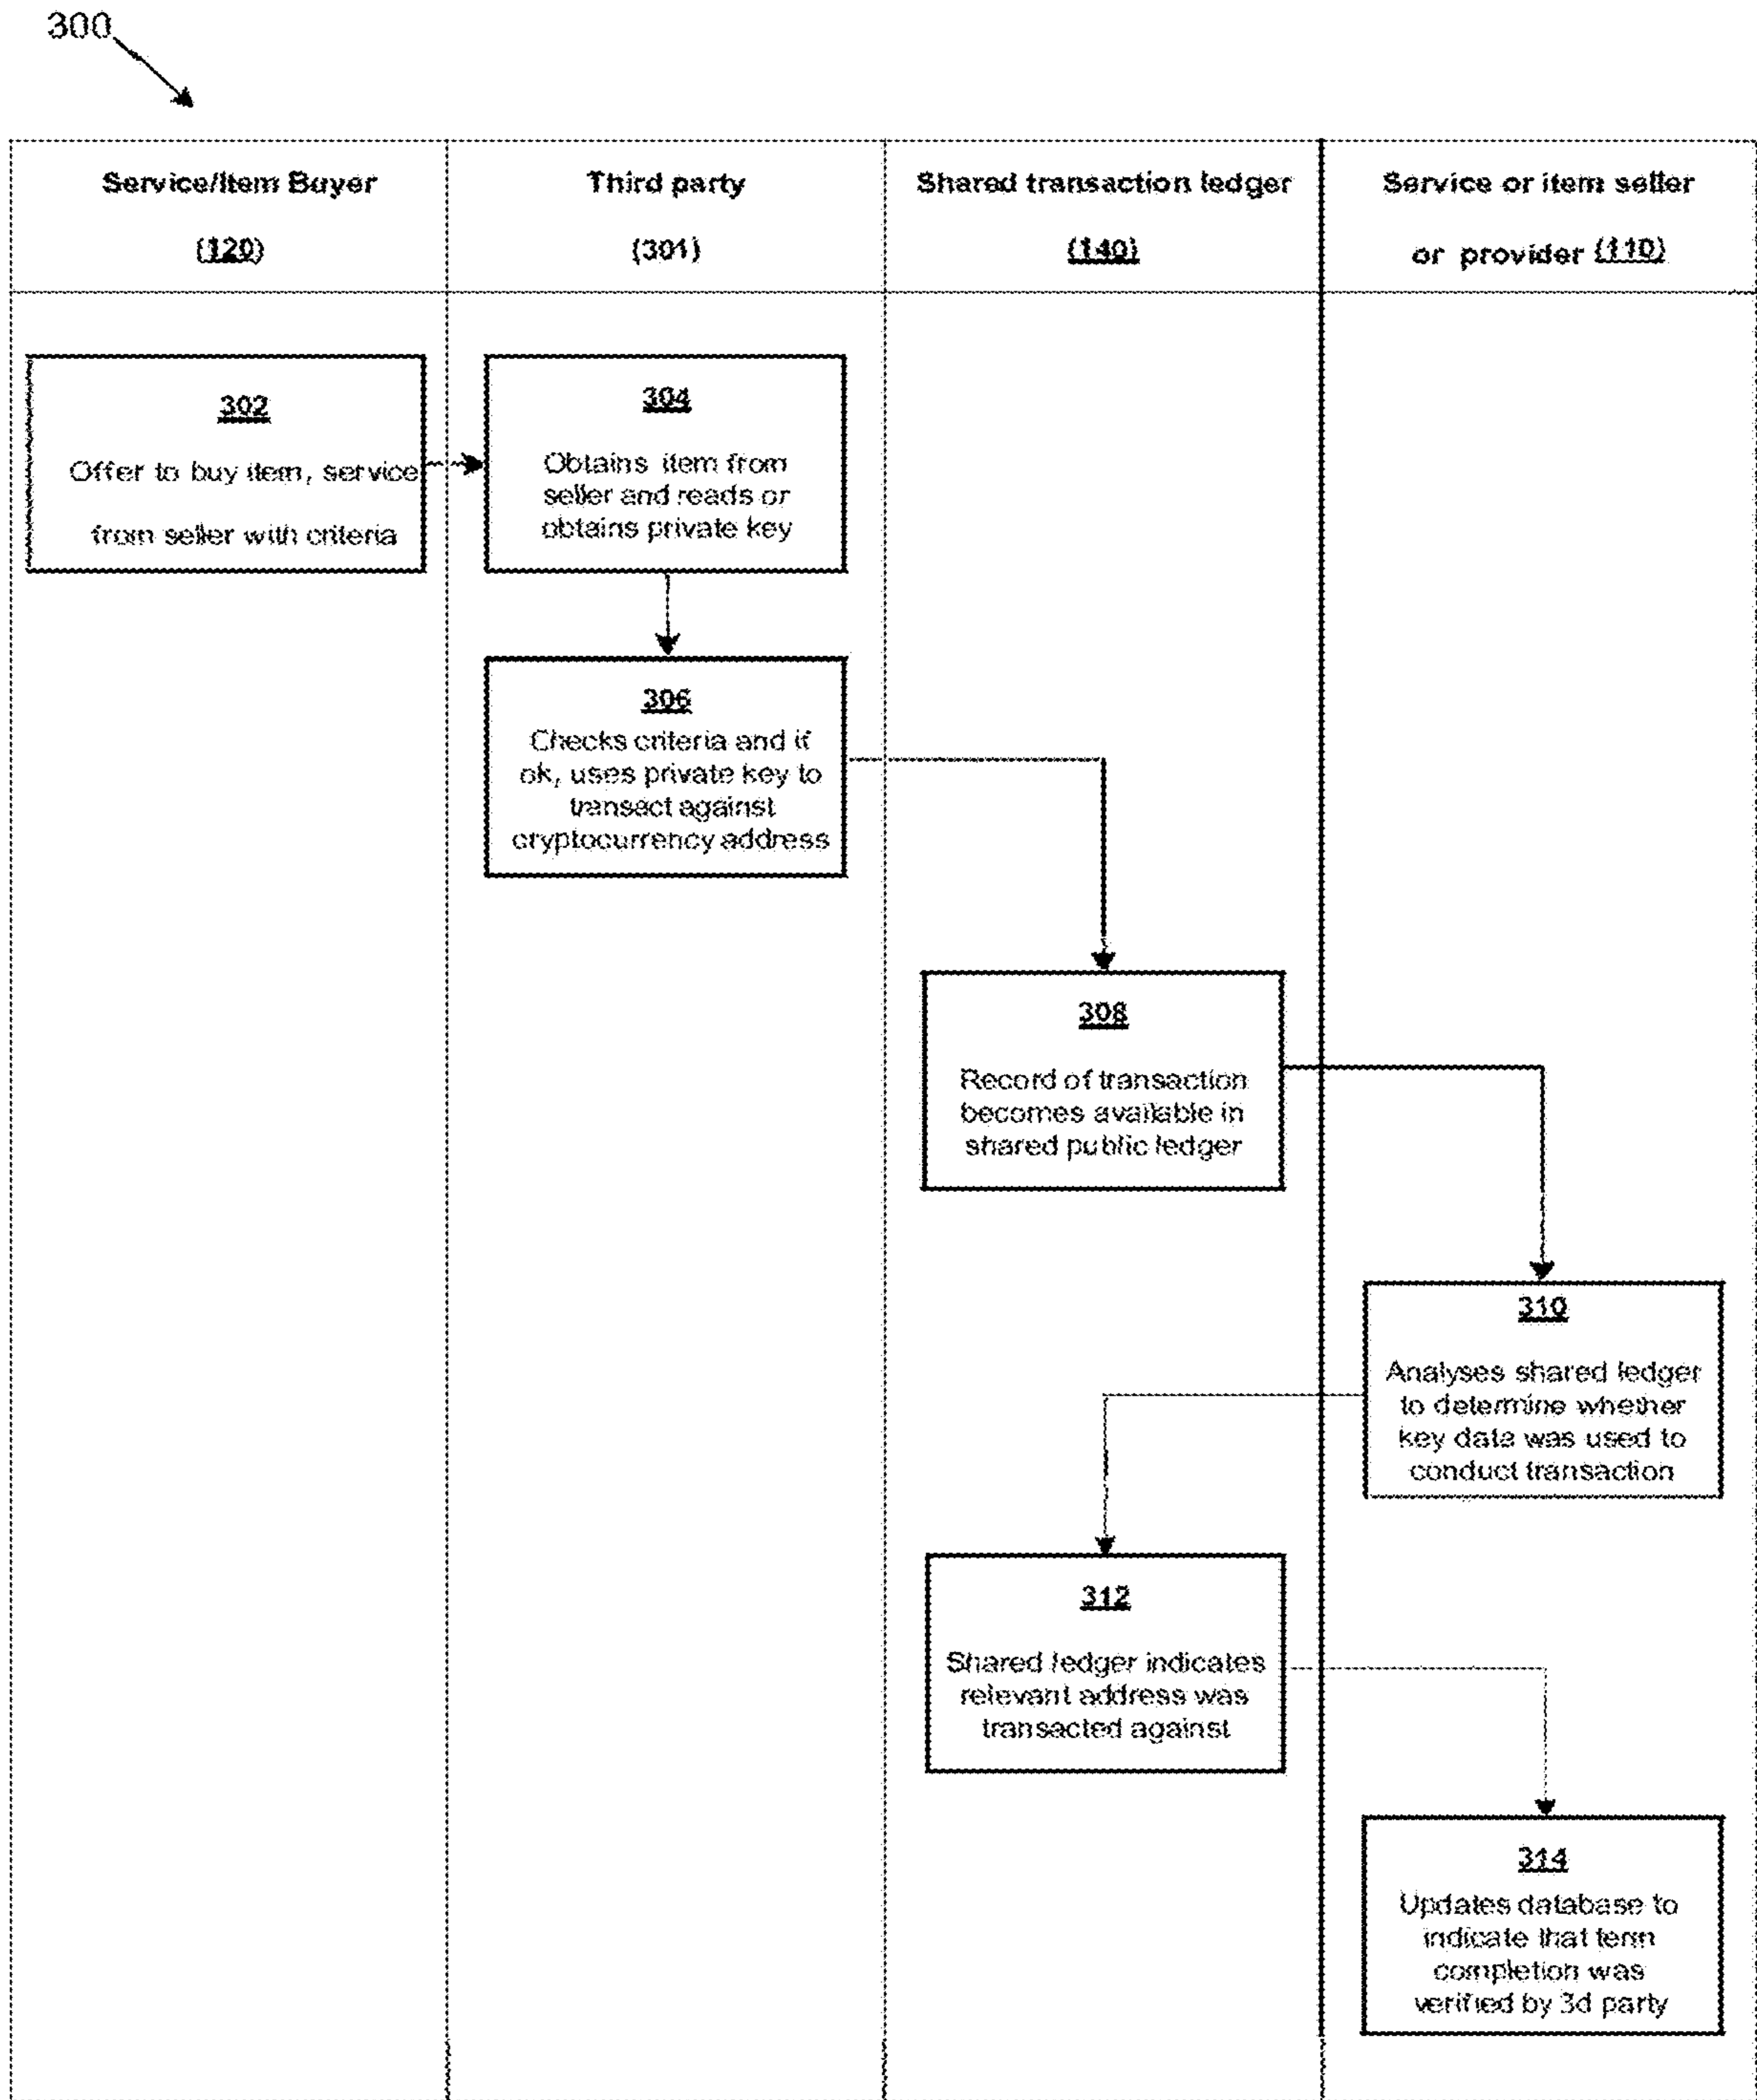 300
Service/Item Buyer
(120)
Third party
(301)
Shared transaction ledger
(140)
Service or item seller
or provider (110)
302
Offer to buy item, service
from seller with criteria
304
Obtains item from
seller and reads or
obtains private key
306
Checks criteria and if
ok, uses private key to
transact against
cryptocurrency address
308
Record of transaction
becomes available in
shared public ledger
310
Analyses shared ledger
to determine whether
key data was used to
conduct transaction
312
Shared ledger indicates
relevant address was
transacted against
314
Updates database to
indicate that term
completion was
verified by 3d party